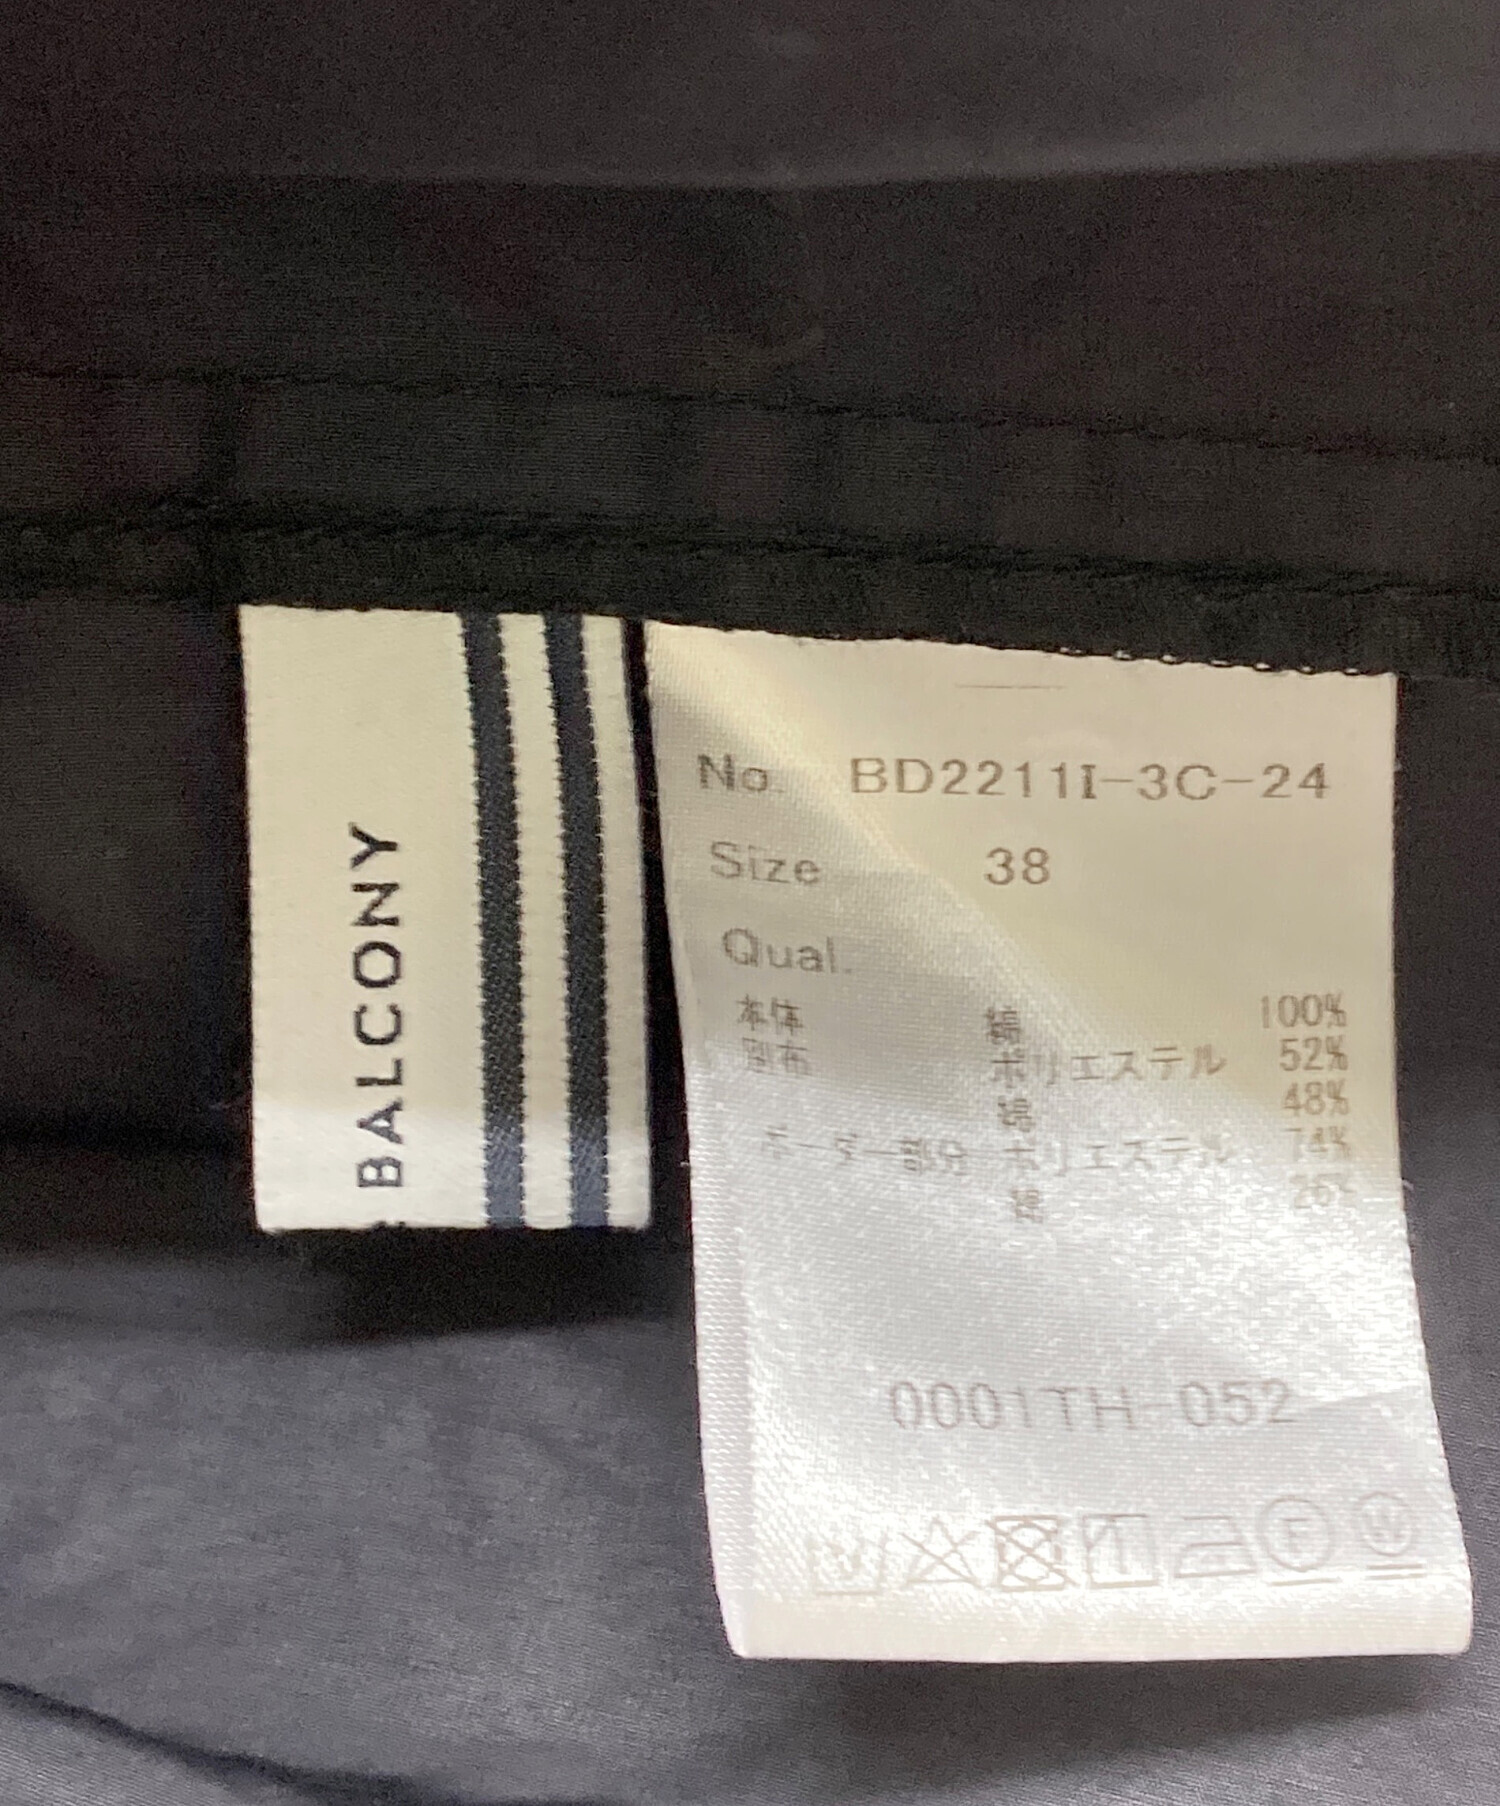 BALCONY
No. BD2211I-3C-24
Size 38
Qual.
本体 綿 100%
別布 ポリエステル 52%
綿 48%
ボーダー部分 ポリエステル 74%
綿 26%
0001TH-052